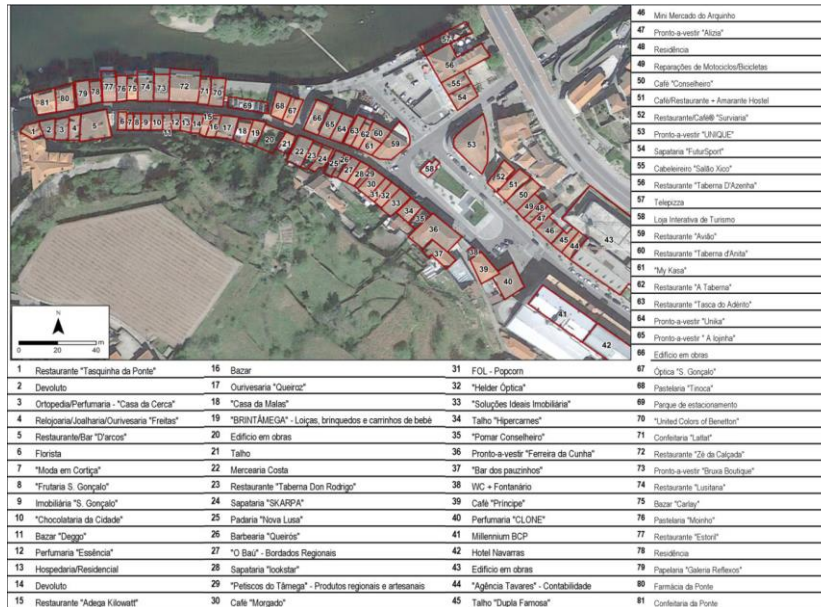 46 Mini Mercado do Arquinho
47 Pronto-a-vestir "Alizia"
48 Residência
49 Reparações de Motociclos/Bicicletas
50 Café "Conselheiro"
51 Café/Restaurante + Amarante Hostel
52 Restaurante/Café® "Surviaria"
53 Pronto-a-vestir "UNIQUE"
54 Sapataria "FuturSport"
55 Cabeleireiro "Salão Xico"
56 Restaurante "Taberna D'Azenha"
57 Telepizza
58 Loja Interativa de Turismo
59 Restaurante "Avião"
60 Restaurante "Taberna d'Anita"
61 "My Kasa"
62 Restaurante "A Taberna"
63 Restaurante "Tasca do Adérito"
64 Pronto-a-vestir "Unika"
65 Pronto-a-vestir " A lojinha"
66 Edifício em obras
N
0 20 40 m
1 Restaurante "Tasquinha da Ponte"
2 Devoluto
3 Ortopedia/Perfumaria - "Casa da Cerca"
4 Relojoaria/Joalharia/Ourivesaria "Freitas"
5 Restaurante/Bar "D'arcos"
6 Florista
7 "Moda em Cortiça"
8 "Frutaria S. Gonçalo"
9 Imobiliária "S. Gonçalo"
10 "Chocolataria da Cidade"
11 Bazar "Deggo"
12 Perfumaria "Essência"
13 Hospedaria/Residencial
14 Devoluto
15 Restaurante "Adega Kilowatt"
16 Bazar
17 Ourivesaria "Queiroz"
18 "Casa da Malas"
19 "BRINTÂMEGA" - Loiças, brinquedos e carrinhos de bebé
20 Edifício em obras
21 Talho
22 Mercearia Costa
23 Restaurante "Taberna Don Rodrigo"
24 Sapataria "SKARPA"
25 Padaria "Nova Lusa"
26 Barbearia "Queirós"
27 "O Baú" - Bordados Regionais
28 Sapataria "lookstar"
29 "Petiscos do Tâmega" - Produtos regionais e artesanais
30 Café "Morgado"
31 FOL - Popcorn
32 "Helder Óptica"
33 "Soluções Ideais Imobiliária"
34 Talho "Hipercarnes"
35 "Pomar Conselheiro"
36 Pronto-a-vestir "Ferreira da Cunha"
37 "Bar dos pauzinhos"
38 WC + Fontanário
39 Café "Príncipe"
40 Perfumaria "CLONE"
41 Millennium BCP
42 Hotel Navarras
43 Edifício em obras
44 "Agência Tavares" - Contabilidade
45 Talho "Dupla Famosa"
67 Óptica "S. Gonçalo"
68 Pastelaria "Tinoca"
69 Parque de estacionamento
70 "United Colors of Benetton"
71 Confeitaria "Lailai"
72 Restaurante "Zé da Calçada"
73 Pronto-a-vestir "Bruxa Boutique"
74 Restaurante "Lusitana"
75 Bazar "Carlay"
76 Pastelaria "Moinho"
77 Restaurante "Estoril"
78 Residência
79 Papelaria "Galeria Reflexos"
80 Farmácia da Ponte
81 Confeitaria da Ponte